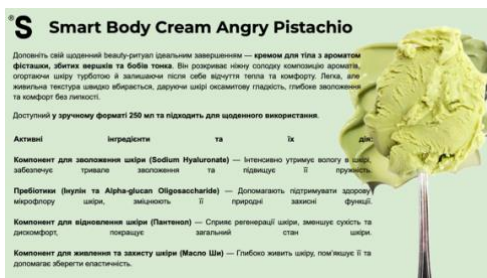 ®S Smart Body Cream Angry Pistachio
Доповніть свій щоденний beauty-ритуал ідеальним завершенням — кремом для тіла з ароматом
фісташки, збитих вершків та бобів тонка. Він розкриває ніжну солодку композицію ароматів,
огортаючи шкіру турботою й залишаючи після себе відчуття тепла та комфорту. Легка, але
живильна текстура швидко вбирається, даруючи шкірі оксамитову гладкість, глибоке зволоження
та комфорт без липкості.
Доступний у зручному форматі 250 мл та підходить для щоденного використання.
Активні інгредієнти та їх дія:
Компонент для зволоження шкіри (Sodium Hyaluronate) — Інтенсивно утримує вологу в шкірі,
забезпечує тривале зволоження та підвищує її пружність.
Пребіотики (Інулін та Alpha-glucan Oligosaccharide) — Допомагають підтримувати здорову
мікрофлору шкіри, зміцнюють її природні захисні функції.
Компонент для відновлення шкіри (Пантенол) — Сприяє регенерації шкіри, зменшує сухість та
дискомфорт, покращує загальний стан шкіри.
Компонент для живлення та захисту шкіри (Масло Ши) — Глибоко живить шкіру, пом'якшує її та
допомагає зберегти еластичність.